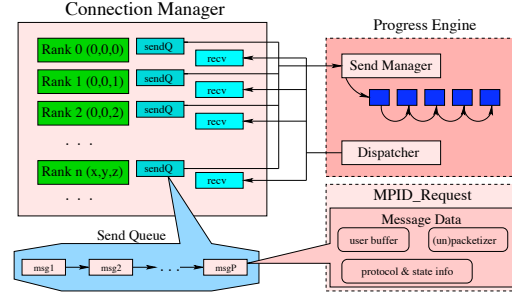 Connection Manager
Progress Engine
Rank 0 (0,0,0)
sendQ
recv
Rank 1 (0,0,1)
sendQ
recv
Rank 2 (0,0,2)
sendQ
recv
. . .
. . .
Rank n (x,y,z)
sendQ
recv
Send Manager
Dispatcher
MPID_Request
Message Data
user buffer
(un)packetizer
protocol & state info
Send Queue
msg1
msg2
. . .
msgP